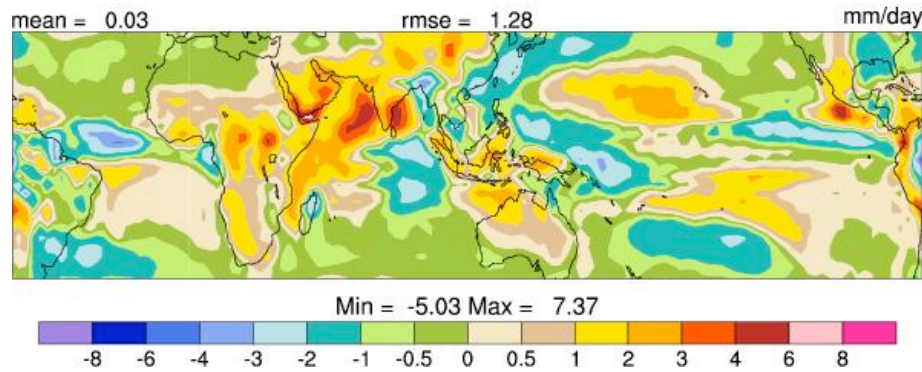 mean = 0.03 rmse = 1.28 mm/day
Min = -5.03 Max = 7.37
-8 -6 -4 -3 -2 -1 -0.5 0 0.5 1 2 3 4 6 8